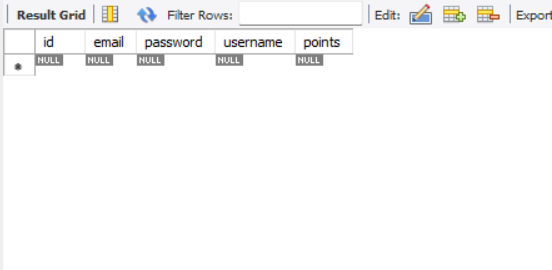 Result Grid Filter Rows: Edit: Export
id email password username points
NULL NULL NULL NULL NULL